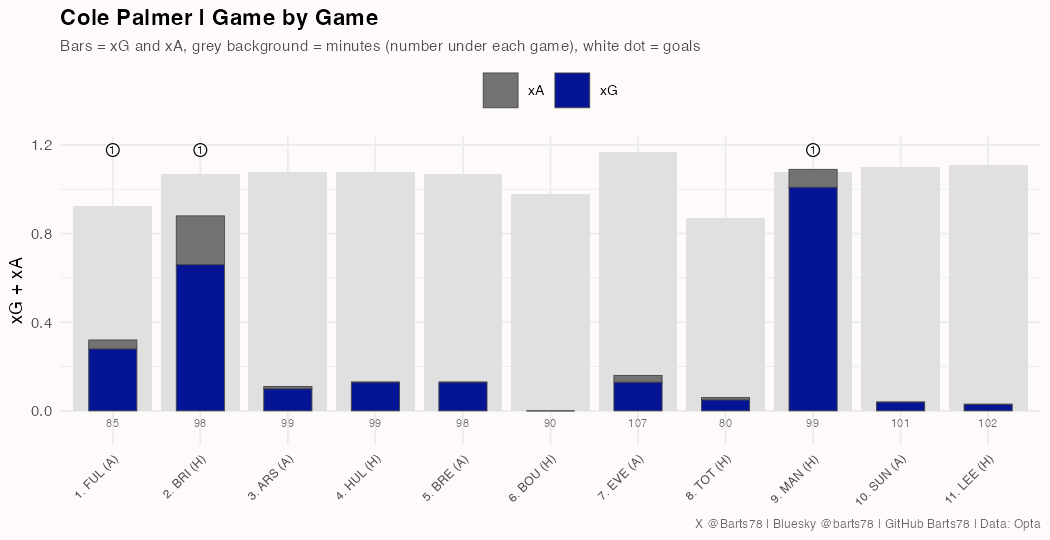 Cole Palmer | Game by Game
Bars = xG and xA, grey background = minutes (number under each game), white dot = goals
xA xG
xG + xA
1.2
0.8
0.4
0.0
1 1 1
85 98 99 99 98 90 107 80 99 101 102
1. FUL (A) 2. BRI (H) 3. ARS (A) 4. HUL (H) 5. BRE (A) 6. BOU (H) 7. EVE (A) 8. TOT (H) 9. MAN (H) 10. SUN (A) 11. LEE (H)
X @Barts78 | Bluesky @barts78 | GitHub Barts78 | Data: Opta